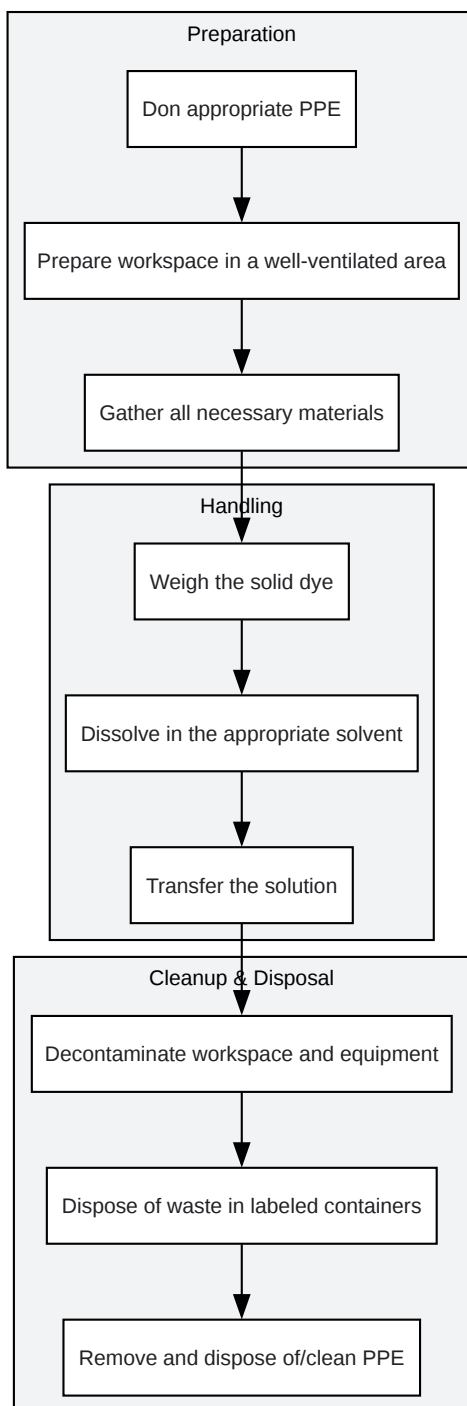 Preparation
Don appropriate PPE
Prepare workspace in a well-ventilated area
Gather all necessary materials
Handling
Weigh the solid dye
Dissolve in the appropriate solvent
Transfer the solution
Cleanup & Disposal
Decontaminate workspace and equipment
Dispose of waste in labeled containers
Remove and dispose of/clean PPE